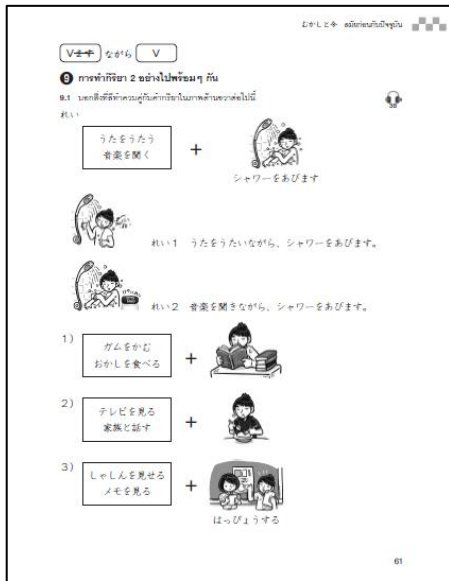 むかしと今 สมัยก่อนกับปัจจุบัน
Vます ながら V
9 การทำกิริยา 2 อย่างไปพร้อมๆ กัน
9.1 บอกสิ่งที่ทำควบคู่กับคำกริยาในภาพด้านขวาต่อไปนี้
れい
うたをうたう
音楽を聞く
+
シャワーをあびます
れい1 うたをうたいながら、シャワーをあびます。
れい2 音楽を聞きながら、シャワーをあびます。
1)
ガムをかむ
おかしを食べる
+
2)
テレビを見る
家族と話す
+
3)
しゃしんを見せる
メモを見る
+
はっぴょうする
61